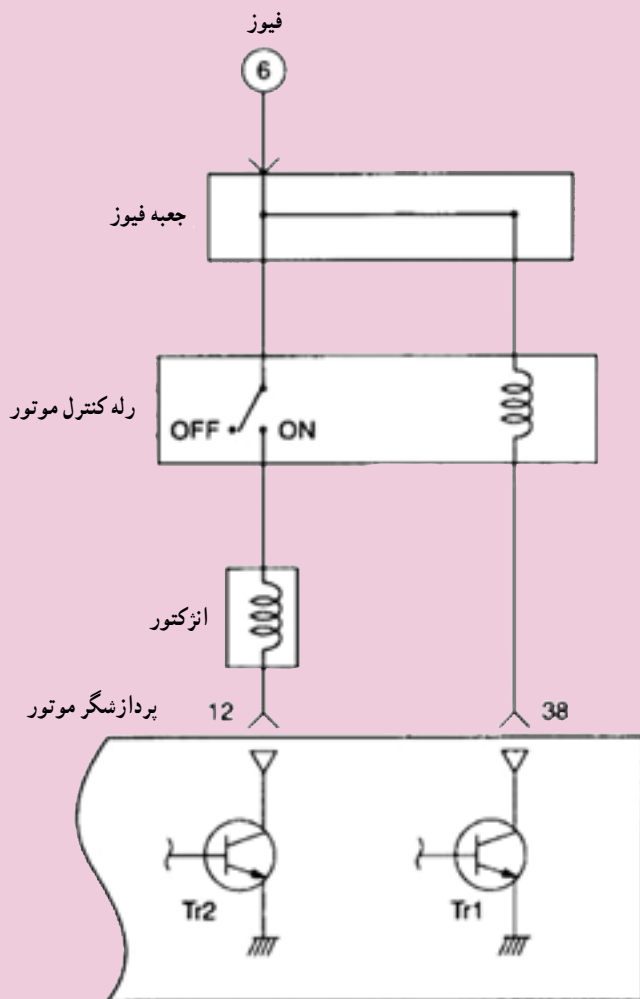 فیوز
6
جعبه فیوز
رله کنترل موتور
OFF ON
انژکتور
پردازشگر موتور 12 38
Tr2 Tr1